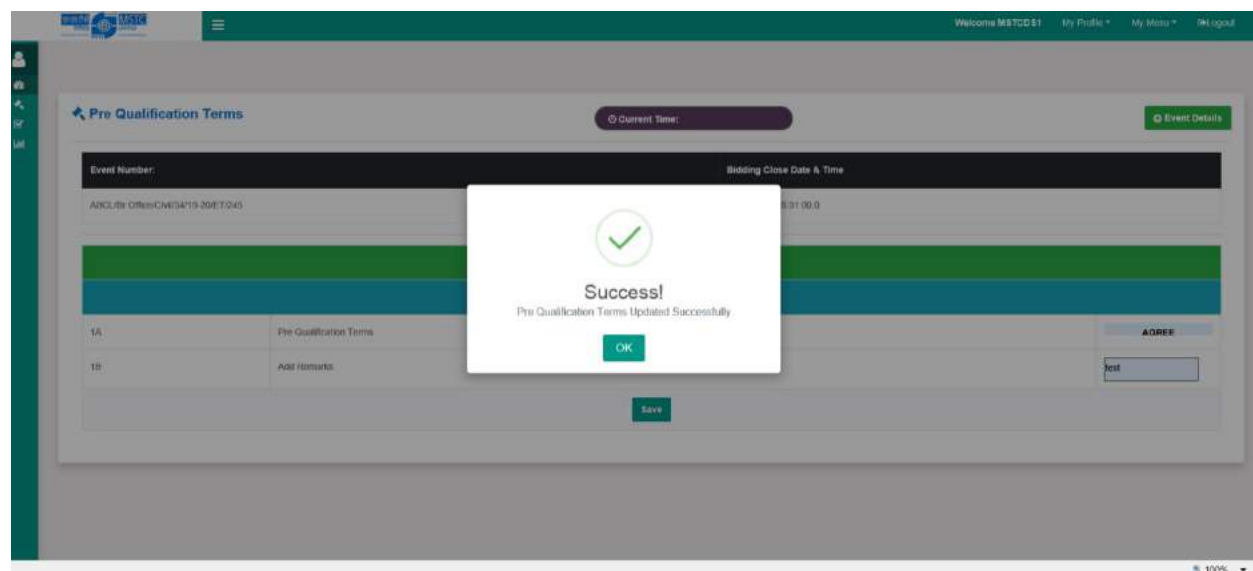 MSTC
Welcome MSTCDS1 My Profile My Menu Logout
Pre Qualification Terms
Current Time:
Event Details
Event Number:
Bidding Close Date & Time
Success!
Pre Qualification Terms Updated Successfully
OK
1A Pre Qualification Terms AGREE
1B Add Remarks test
Save
100%